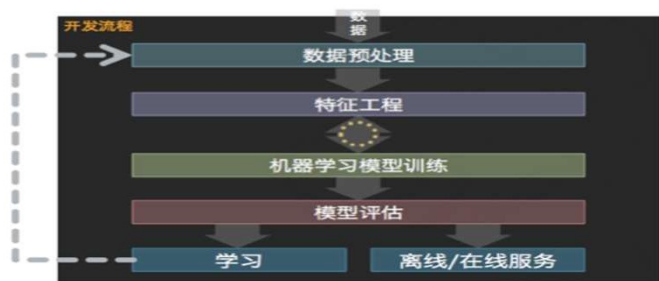 开发流程
数
据
数据预处理
特征工程
机器学习模型训练
模型评估
学习
离线/在线服务